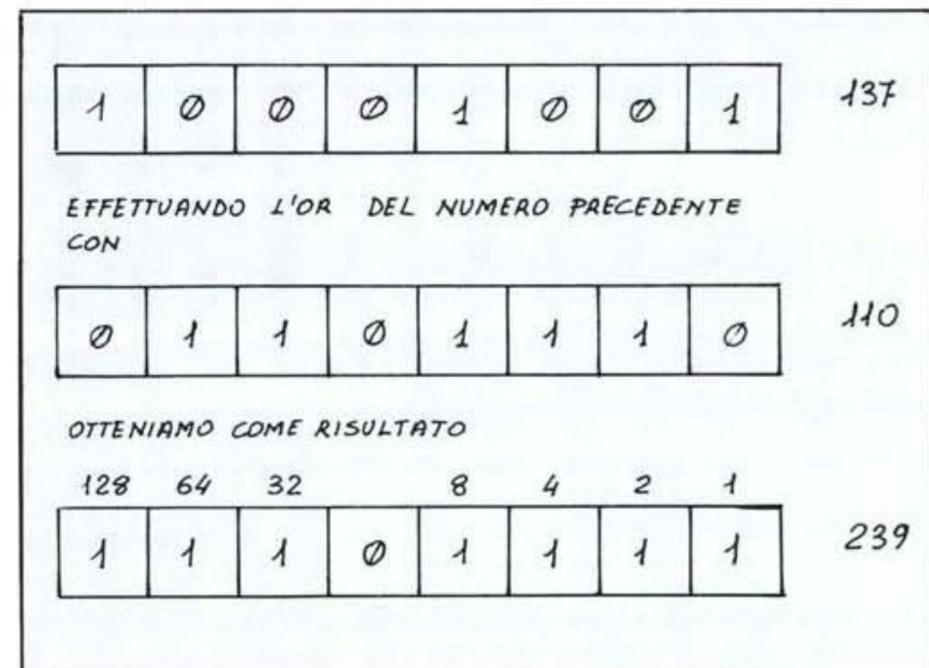 1 Ø Ø Ø 1 Ø Ø 1 137
EFFETTUANDO L'OR DEL NUMERO PRECEDENTE
CON
Ø 1 1 Ø 1 1 1 Ø 110
OTTENIAMO COME RISULTATO
128 64 32 8 4 2 1
1 1 1 Ø 1 1 1 1 239